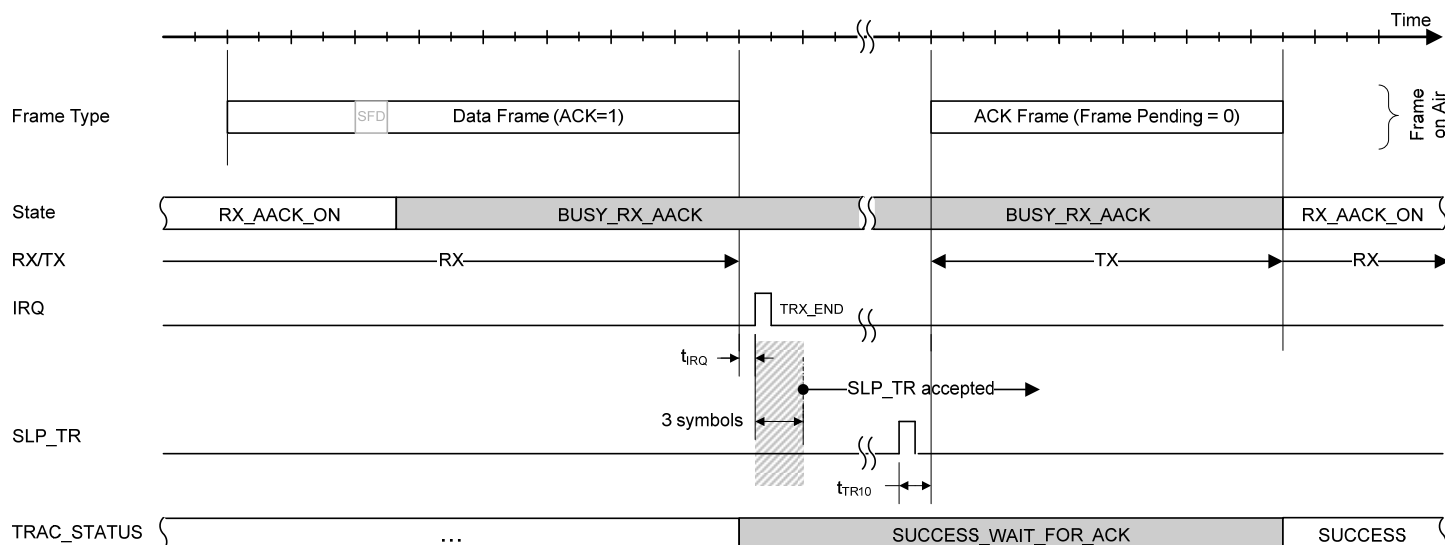 Time
Frame Type
SFD
Data Frame (ACK=1)
ACK Frame (Frame Pending = 0)
Frame
on Air
State
RX_AACK_ON
BUSY_RX_AACK
BUSY_RX_AACK
RX_AACK_ON
RX/TX
RX
TX
RX
IRQ
TRX_END
tIRQ
SLP_TR accepted
3 symbols
SLP_TR
tTR10
TRAC_STATUS
...
SUCCESS_WAIT_FOR_ACK
SUCCESS